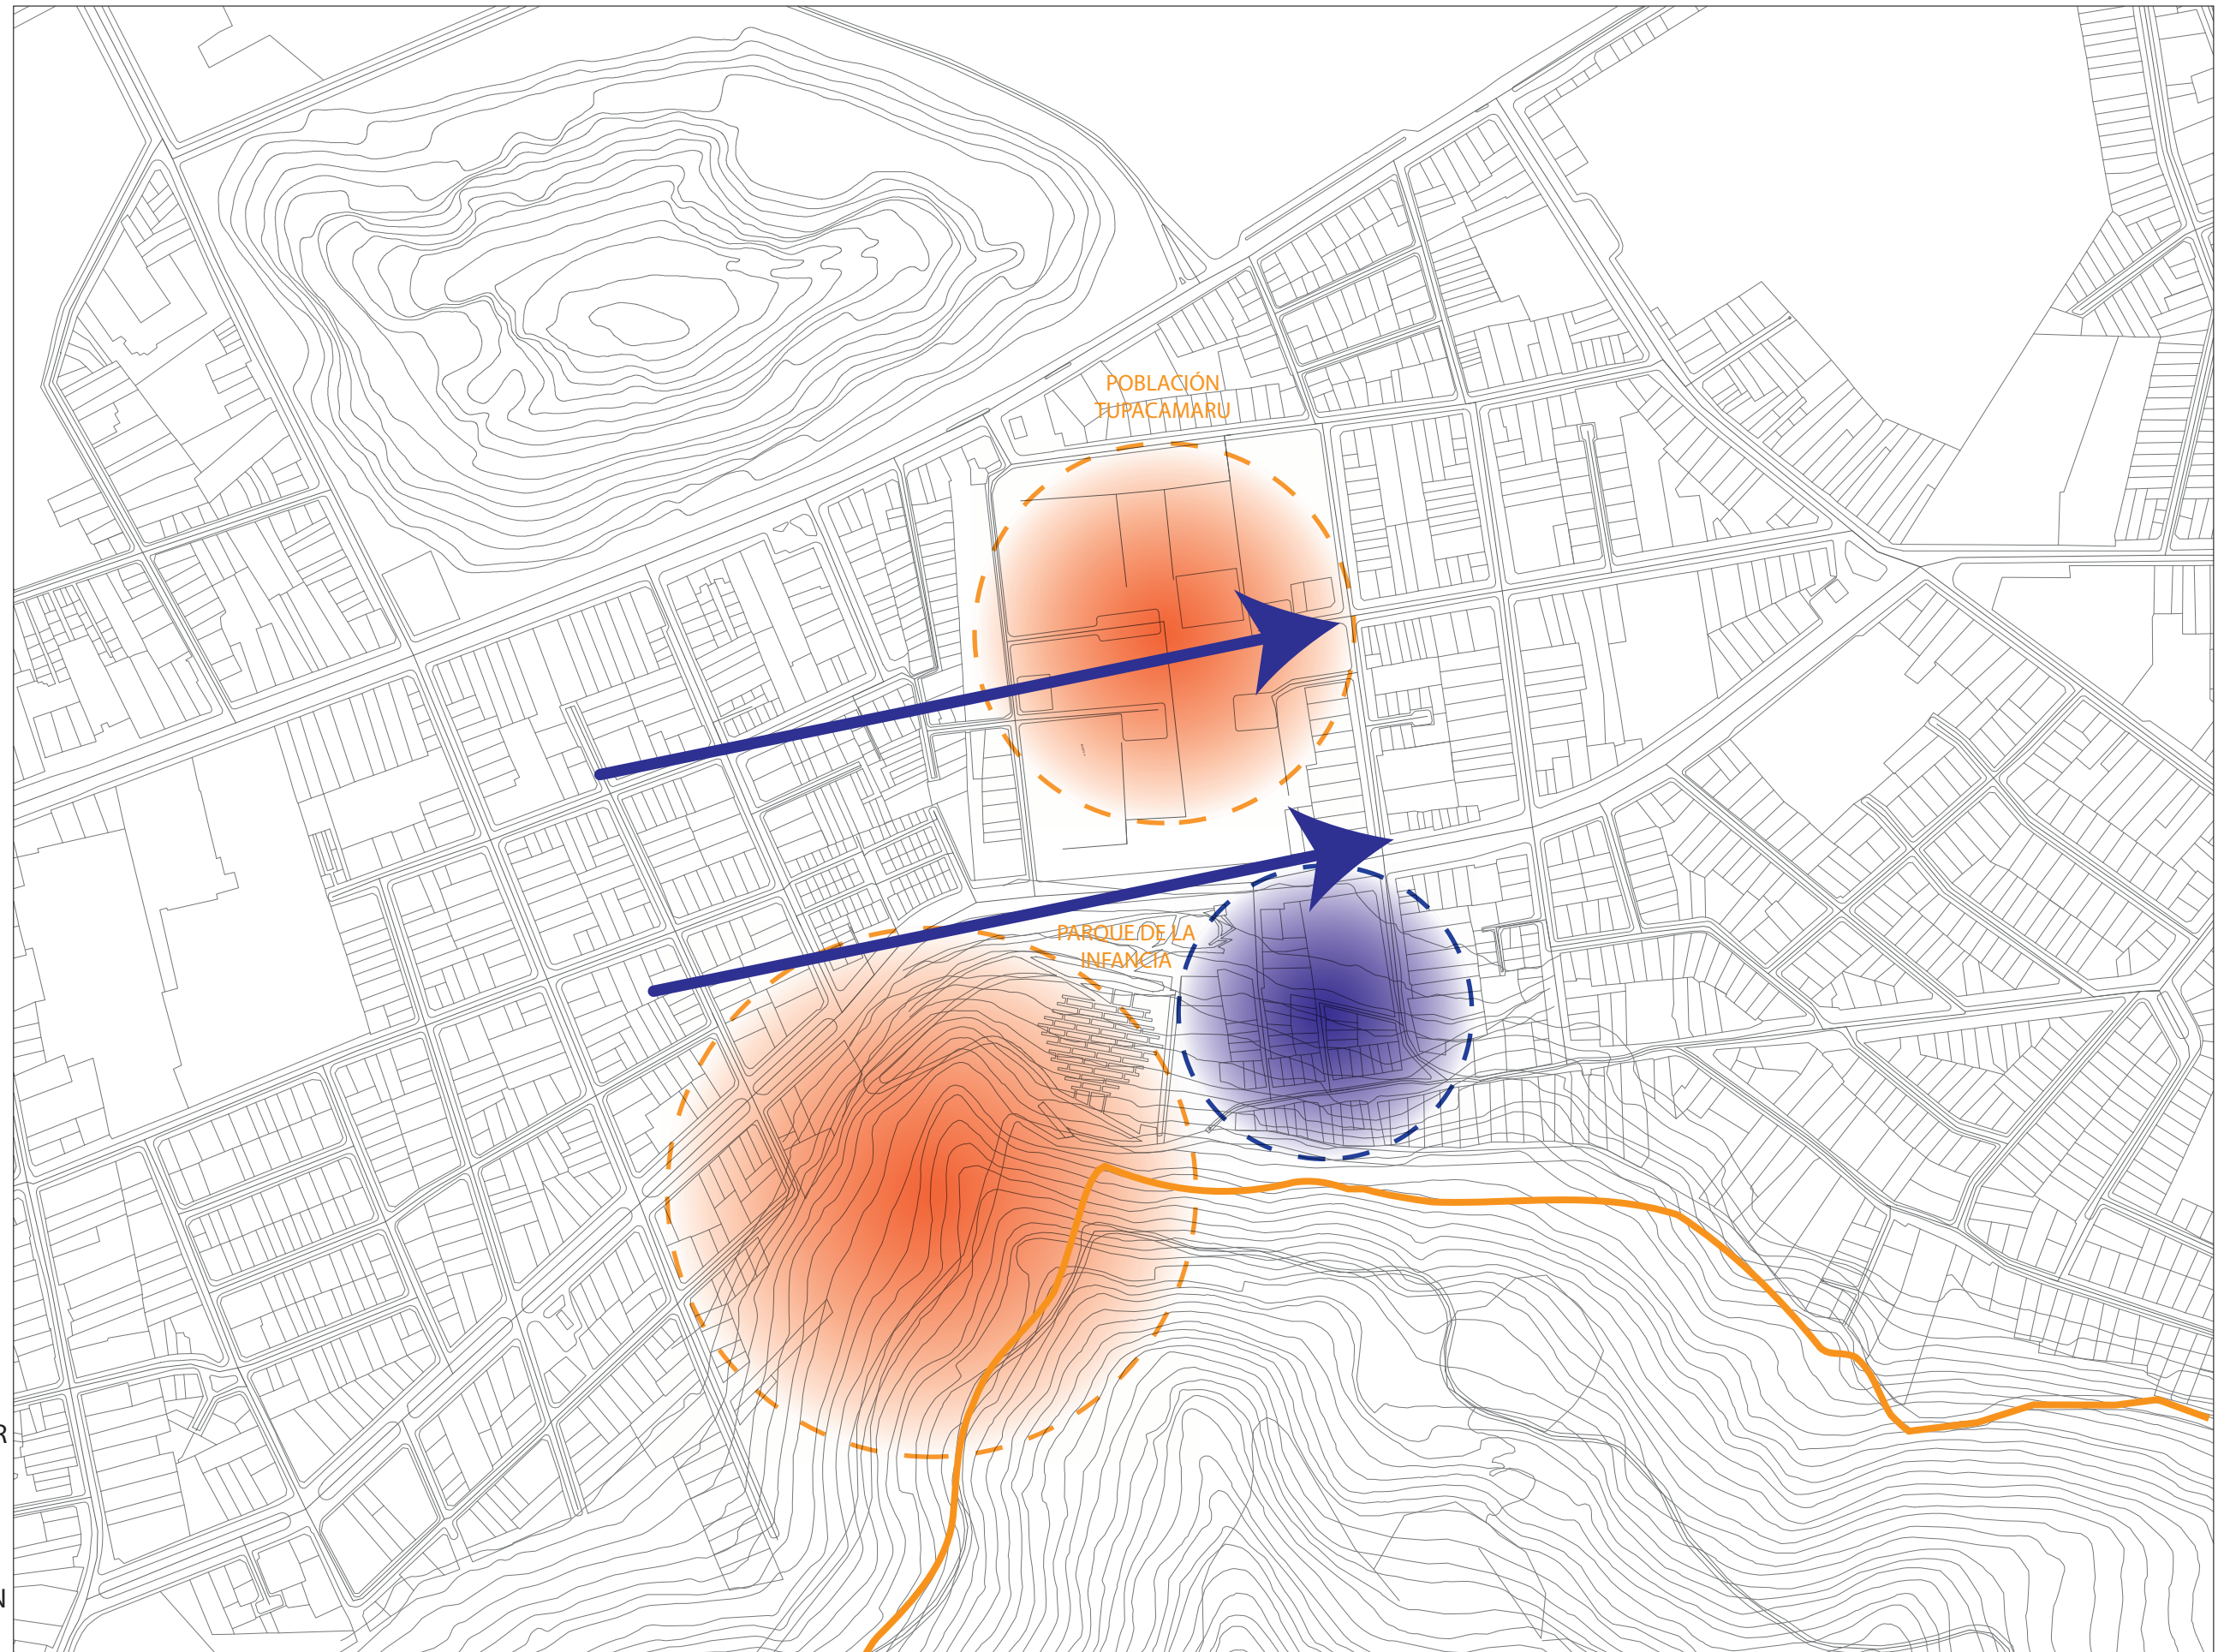 POBLACIÓN
TUPACAMARU
PARQUE DE LA
INFANCIA
R
N